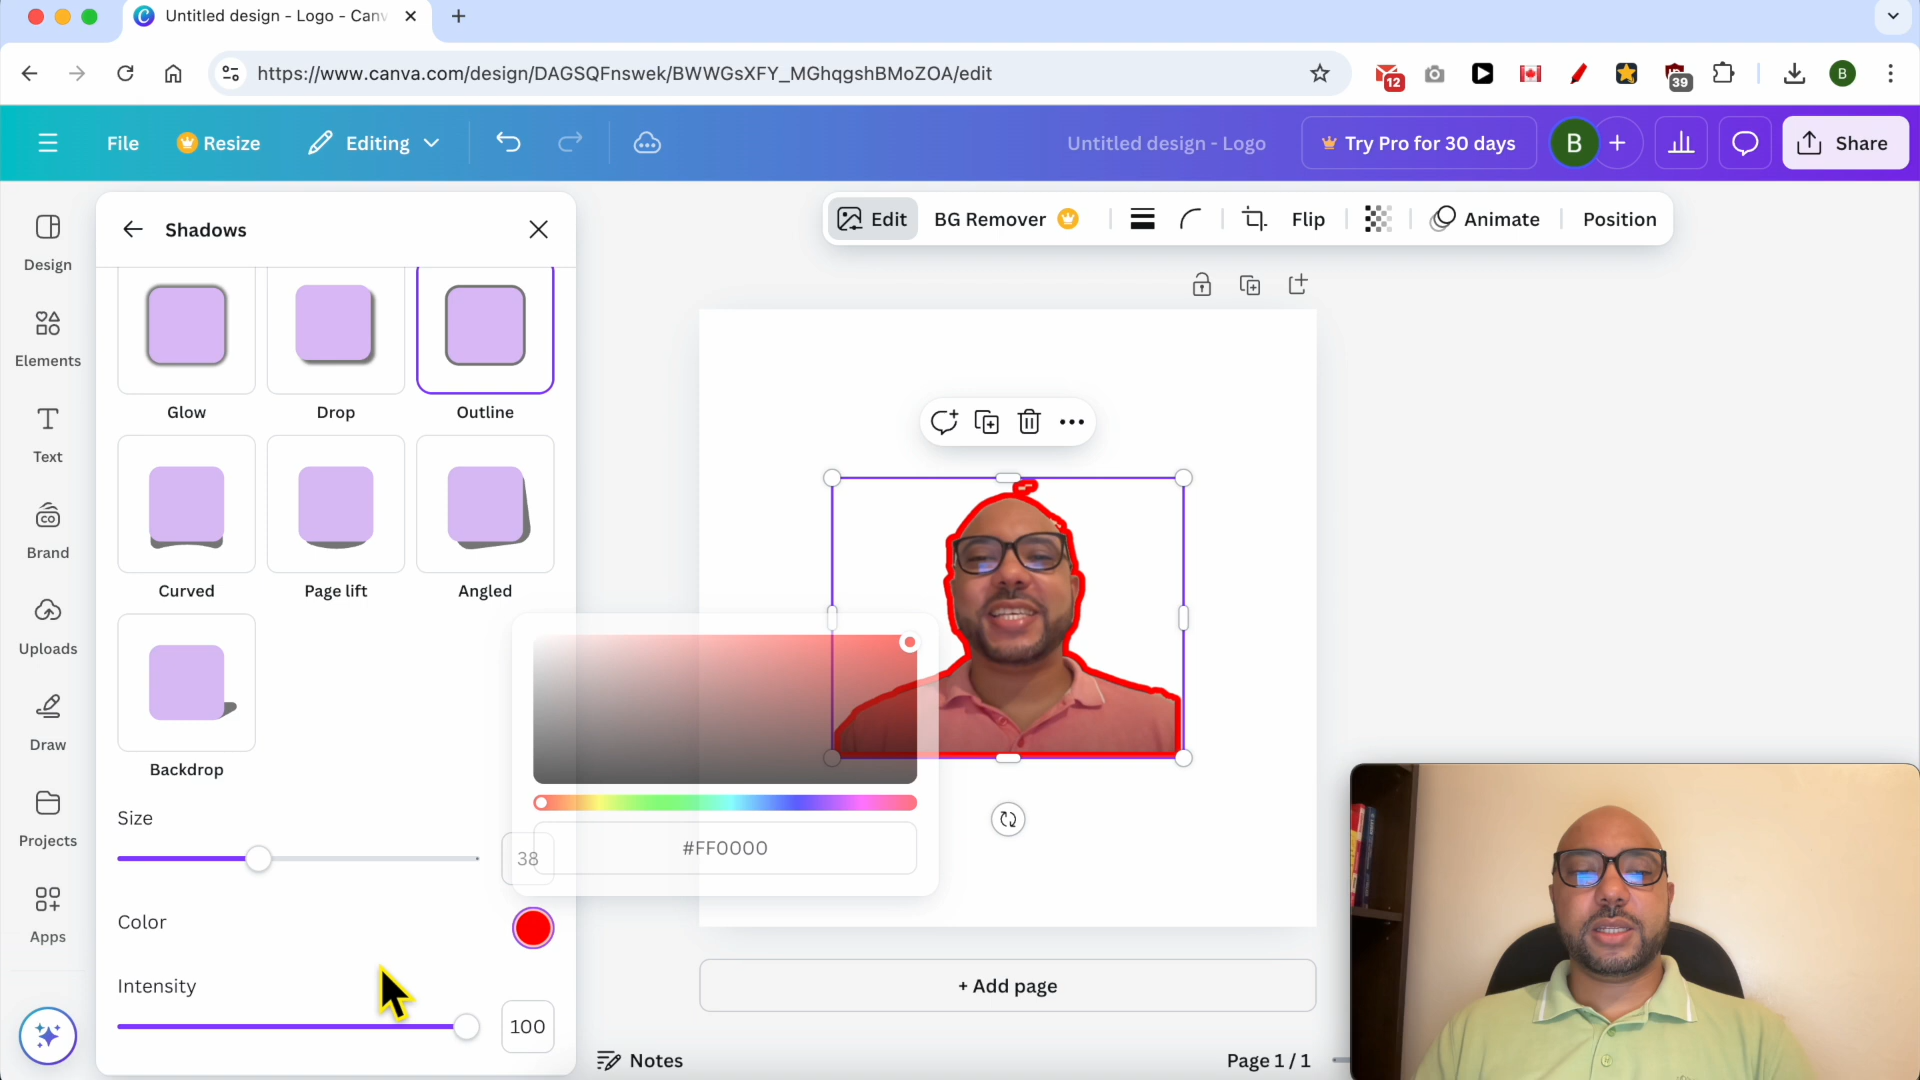 Untitled design - Logo - Canv
https://www.canva.com/design/DAGSQFnswek/BWWGsXFY_MGhqgshBMoZOA/edit
12
39
B
File
Resize
Editing
Untitled design - Logo
Try Pro for 30 days
B
Share
Design
Elements
Text
Brand
Uploads
Draw
Projects
Apps
Shadows
Glow
Drop
Outline
Curved
Page lift
Angled
Backdrop
Size
38
Color
Intensity
100
#FF0000
Edit
BG Remover
Flip
Animate
Position
+ Add page
Notes
Page 1 / 1